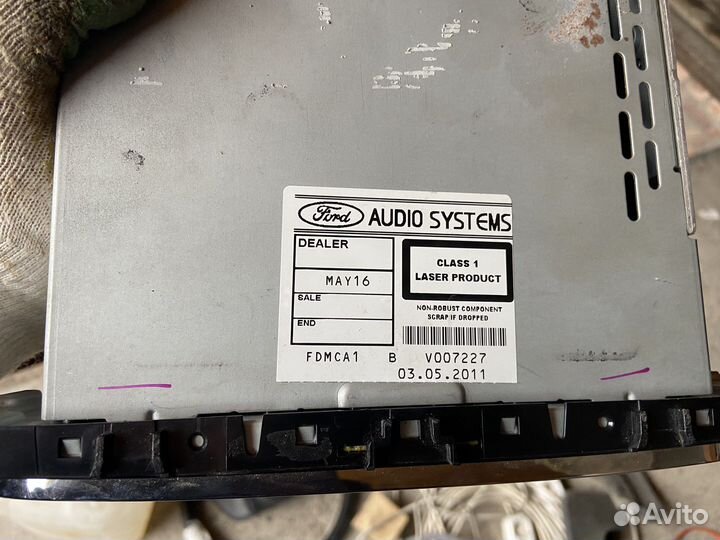 Ford AUDIO SYSTEMS
DEALER
MAY16
SALE
END
CLASS 1
LASER PRODUCT
NON-ROBUST COMPONENT
SCRAP IF DROPPED
FDMCA1 B V007227
03.05.2011
Avito